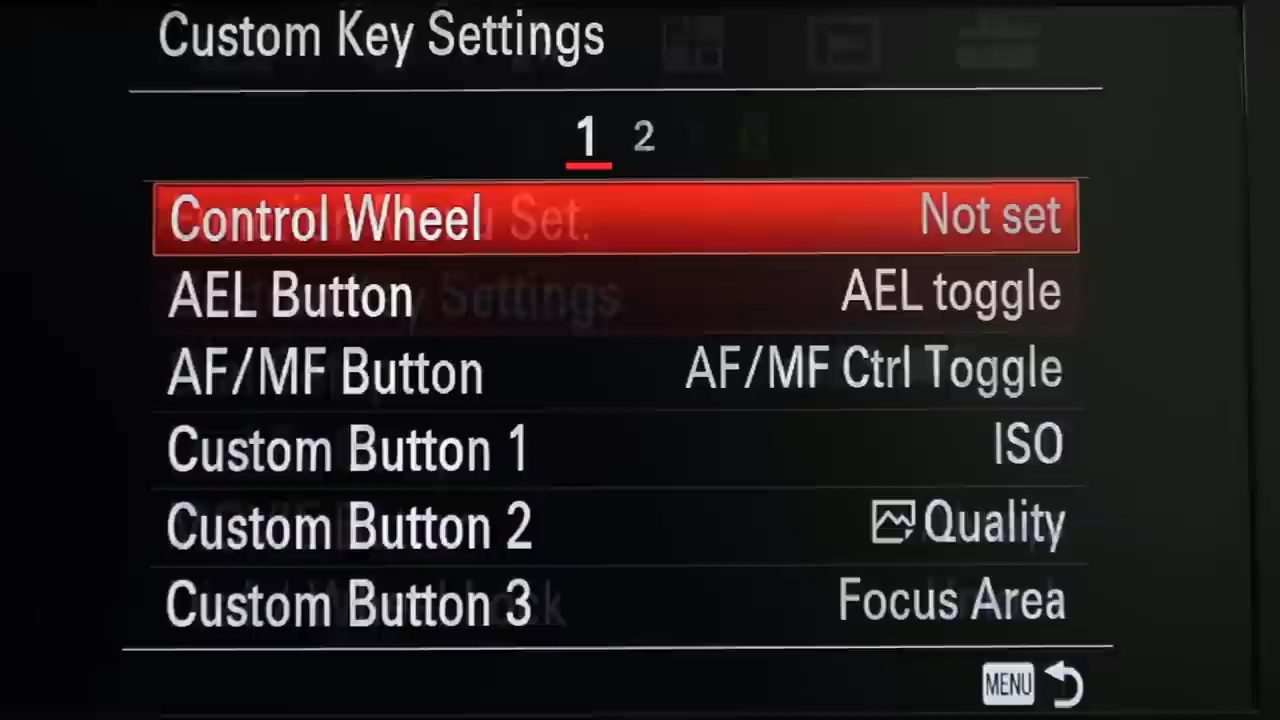 Custom Key Settings
1 2
Control Wheel Not set
AEL Button AEL toggle
AF/MF Button AF/MF Ctrl Toggle
Custom Button 1 ISO
Custom Button 2 Quality
Custom Button 3 Focus Area
MENU